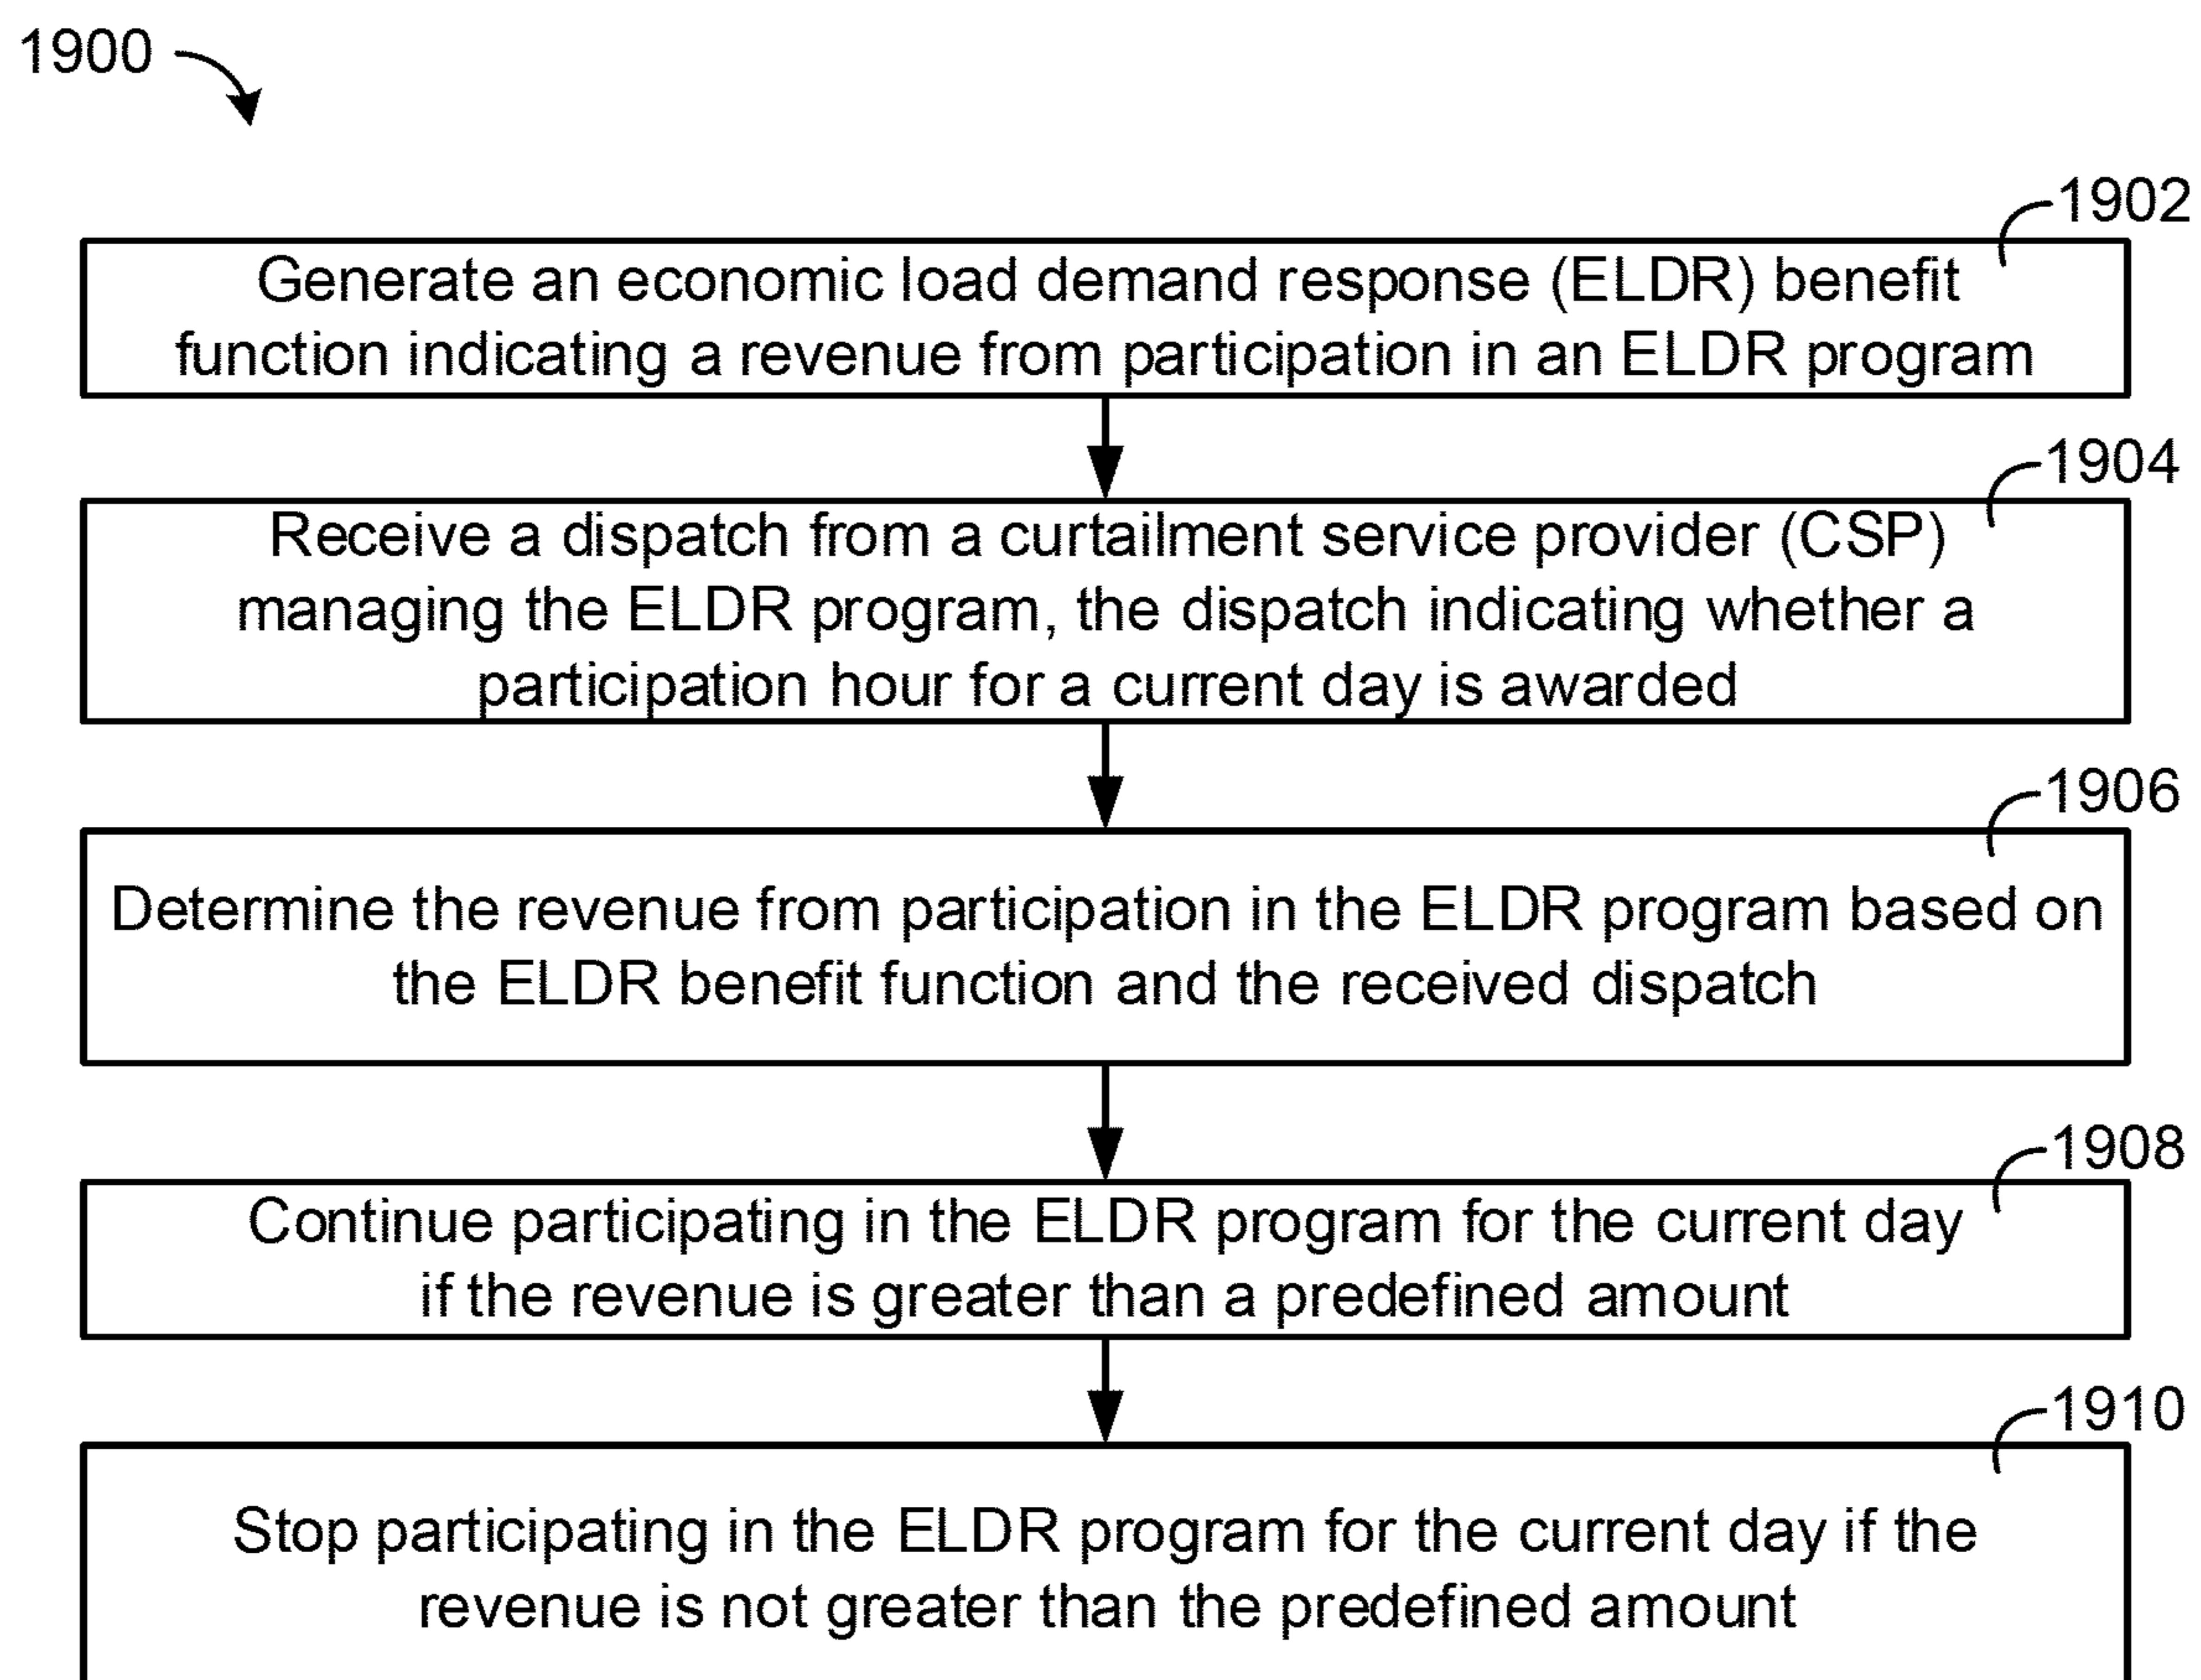 1900
1902
Generate an economic load demand response (ELDR) benefit
function indicating a revenue from participation in an ELDR program
1904
Receive a dispatch from a curtailment service provider (CSP)
managing the ELDR program, the dispatch indicating whether a
participation hour for a current day is awarded
1906
Determine the revenue from participation in the ELDR program based on
the ELDR benefit function and the received dispatch
1908
Continue participating in the ELDR program for the current day
if the revenue is greater than a predefined amount
1910
Stop participating in the ELDR program for the current day if the
revenue is not greater than the predefined amount